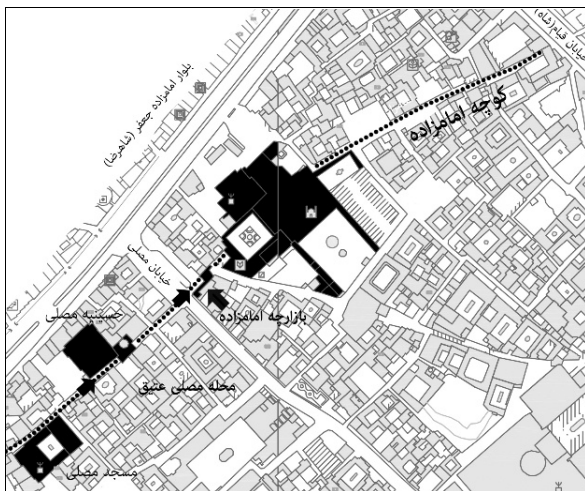 خیابان قیام(شاه)
بلوار امامزاده جعفر (شاهرضا)
کوچه امامزاده
خیابان مصلی
حسینیه مصلی
بازارچه امامزاده
محله مصلی عتیق
مسجد مصلی